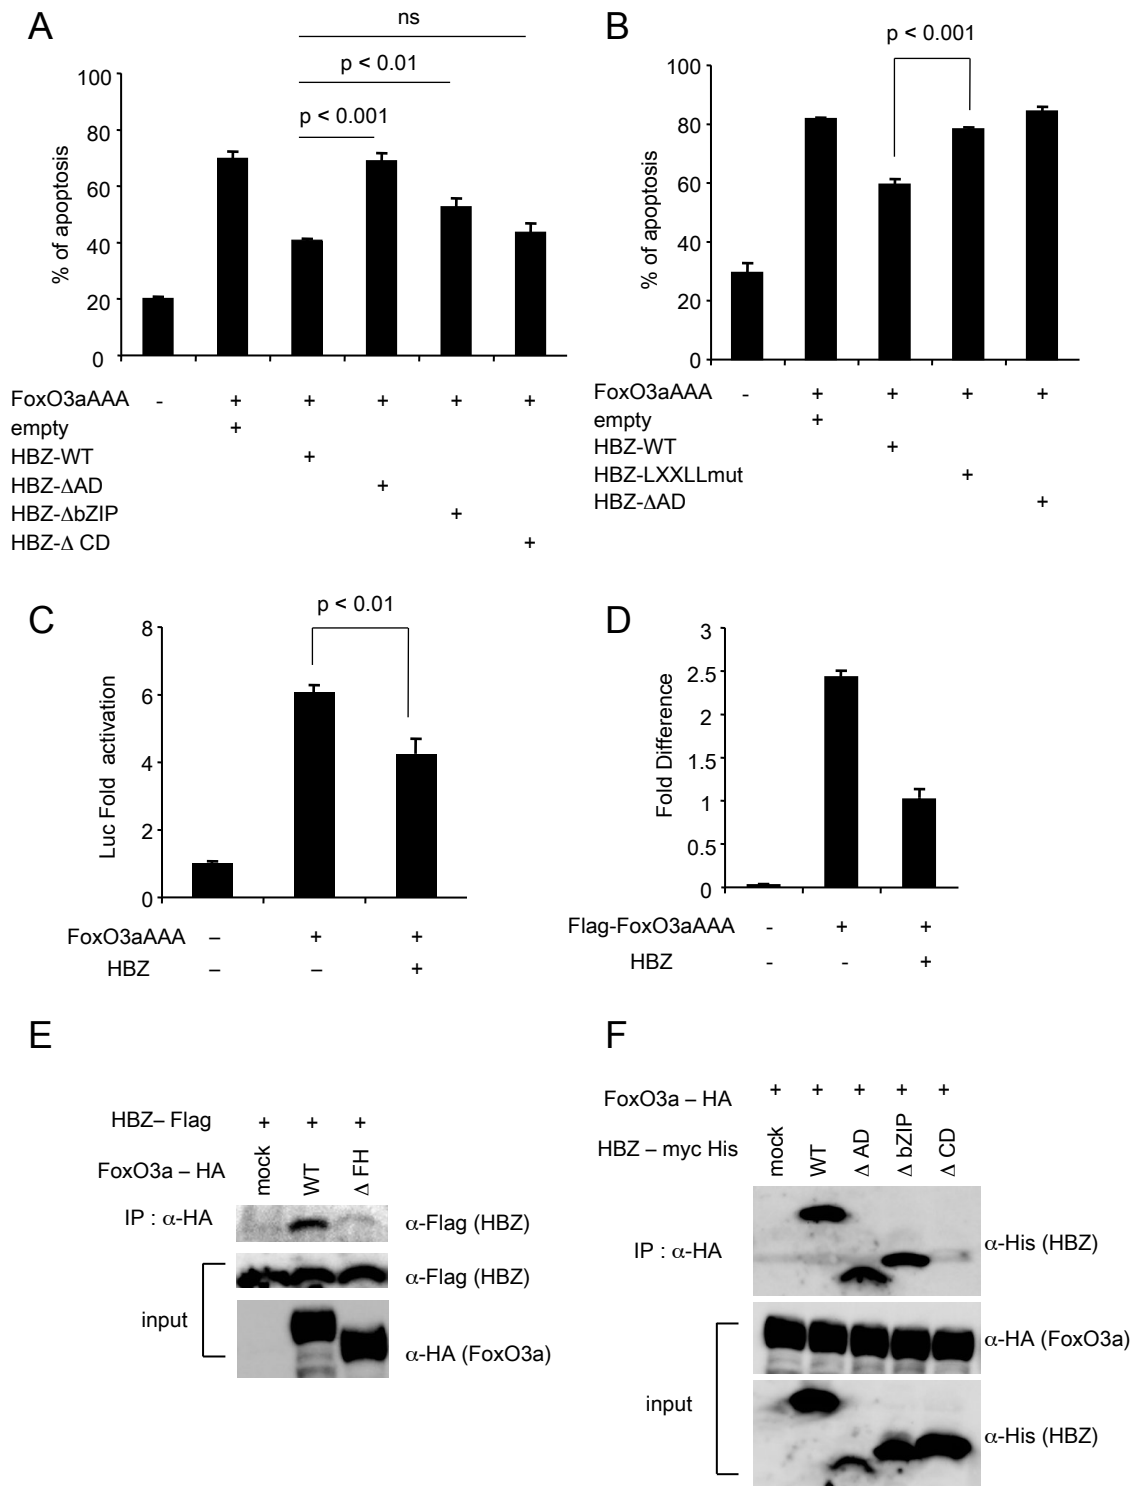 A
ns
p < 0.01
p < 0.001
% of apoptosis
100
80
60
40
20
0
FoxO3aAAA - + + + + +
empty +
HBZ-WT +
HBZ-ΔAD +
HBZ-ΔbZIP +
HBZ-Δ CD +
B
p < 0.001
% of apoptosis
100
80
60
40
20
0
FoxO3aAAA - + + + +
empty +
HBZ-WT +
HBZ-LXXLLmut +
HBZ-ΔAD +
C
p < 0.01
Luc Fold activation
8
6
4
2
0
FoxO3aAAA – + +
HBZ – – +
D
Fold Difference
3
2.5
2
1.5
1
0.5
0
Flag-FoxO3aAAA - + +
HBZ - - +
E
HBZ– Flag + + +
FoxO3a – HA mock WT Δ FH
IP : α-HA
α-Flag (HBZ)
α-Flag (HBZ)
input
α-HA (FoxO3a)
F
FoxO3a – HA + + + + +
HBZ – myc His mock WT Δ AD Δ bZIP Δ CD
IP : α-HA
α-His (HBZ)
α-HA (FoxO3a)
input
α-His (HBZ)